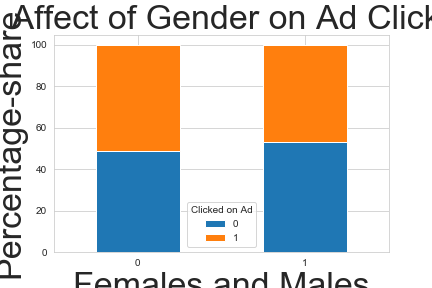 Affect of Gender on Ad Click
Percentage-share
100
80
60
40
20
0
Clicked on Ad
0
1
0 1
Females and Males